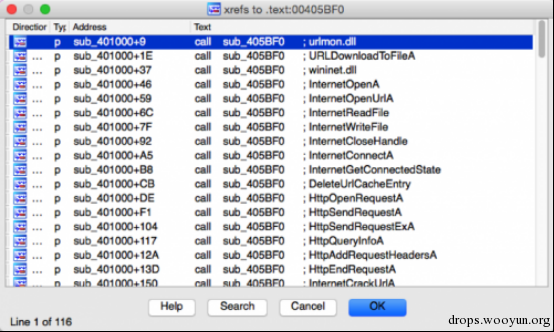 xrefs to .text:00405BF0
Direction Typ Address Text
p sub_401000+9 call sub_405BF0 ; urlmon.dll
... p sub_401000+1E call sub_405BF0 ; URLDownloadToFileA
... p sub_401000+37 call sub_405BF0 ; wininet.dll
... p sub_401000+46 call sub_405BF0 ; InternetOpenA
... p sub_401000+59 call sub_405BF0 ; InternetOpenUrlA
... p sub_401000+6C call sub_405BF0 ; InternetReadFile
... p sub_401000+7F call sub_405BF0 ; InternetWriteFile
... p sub_401000+92 call sub_405BF0 ; InternetCloseHandle
... p sub_401000+A5 call sub_405BF0 ; InternetConnectA
... p sub_401000+B8 call sub_405BF0 ; InternetGetConnectedState
... p sub_401000+CB call sub_405BF0 ; DeleteUrlCacheEntry
... p sub_401000+DE call sub_405BF0 ; HttpOpenRequestA
... p sub_401000+F1 call sub_405BF0 ; HttpSendRequestA
... p sub_401000+104 call sub_405BF0 ; HttpSendRequestExA
... p sub_401000+117 call sub_405BF0 ; HttpQueryInfoA
... p sub_401000+12A call sub_405BF0 ; HttpAddRequestHeadersA
... p sub_401000+13D call sub_405BF0 ; HttpEndRequestA
... p sub_401000+150 call sub_405BF0 ; InternetCrackUrlA
Help Search Cancel OK
Line 1 of 116
drops.wooyun.org